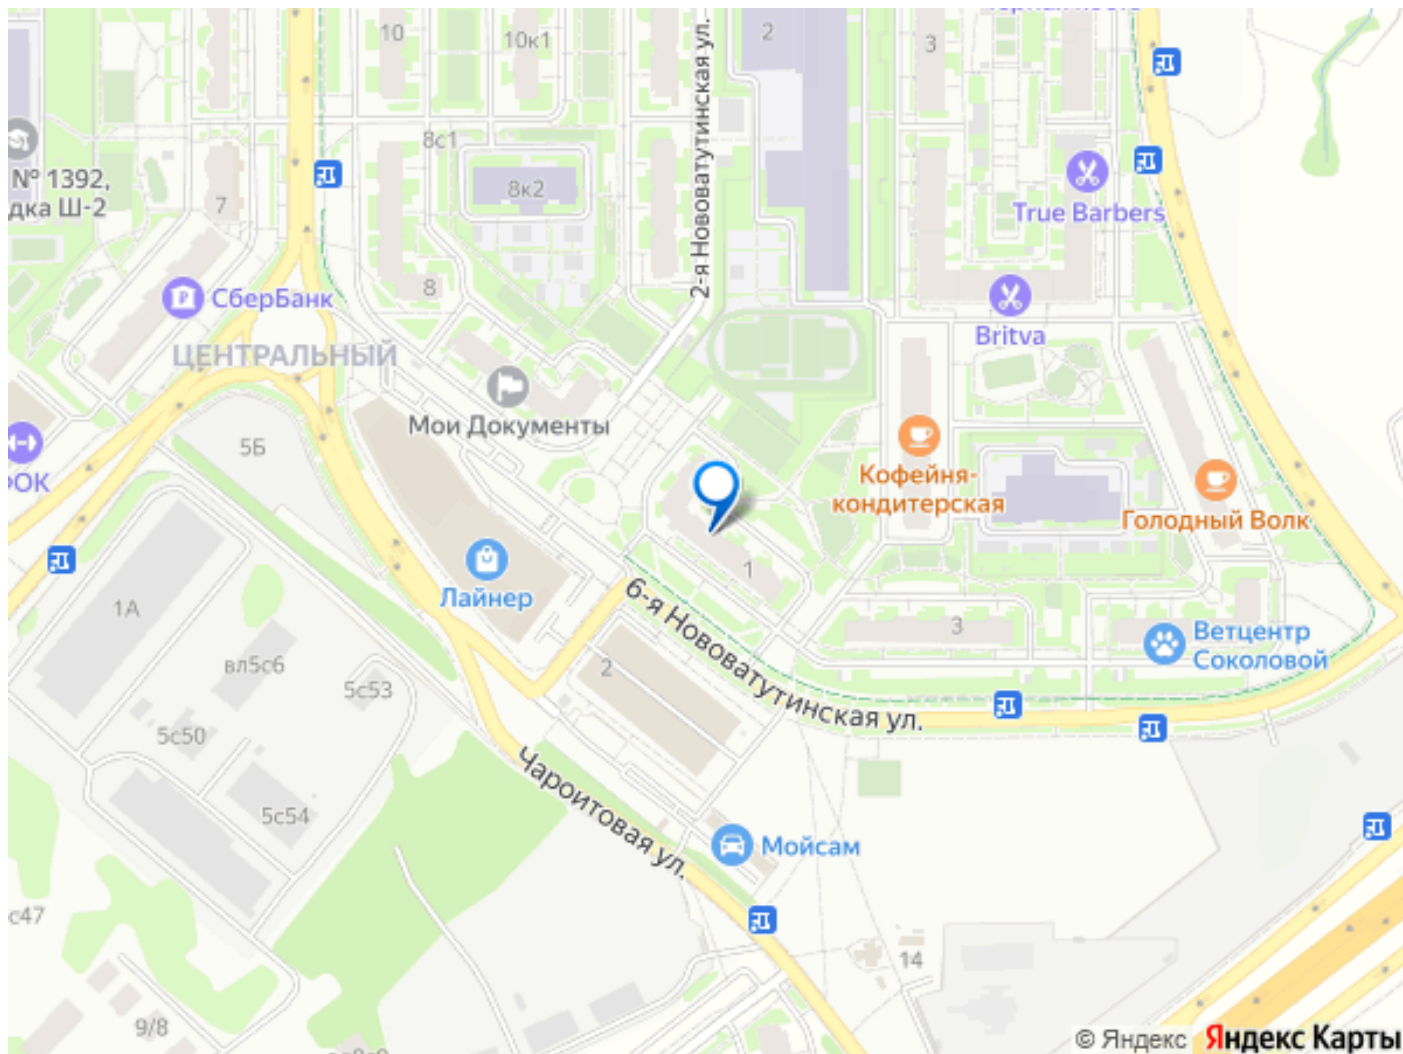 10
10к1
2
3
8с1
№ 1392,
дка Ш-2
7
8к2
2-я Нововатутинская ул.
True Barbers
СберБанк
8
Britva
ЦЕНТРАЛЬНЫЙ
Мои Документы
5Б
ФОК
Кофейня-
кондитерская
Голодный Волк
Лайнер
1
1А
6-я Нововатутинская ул.
3
Ветцентр
Соколовой
вл5с6
5с53
2
5с50
5с54
Чароитовая ул.
Мойсам
с47
14
9/8
© Яндекс Яндекс Карты